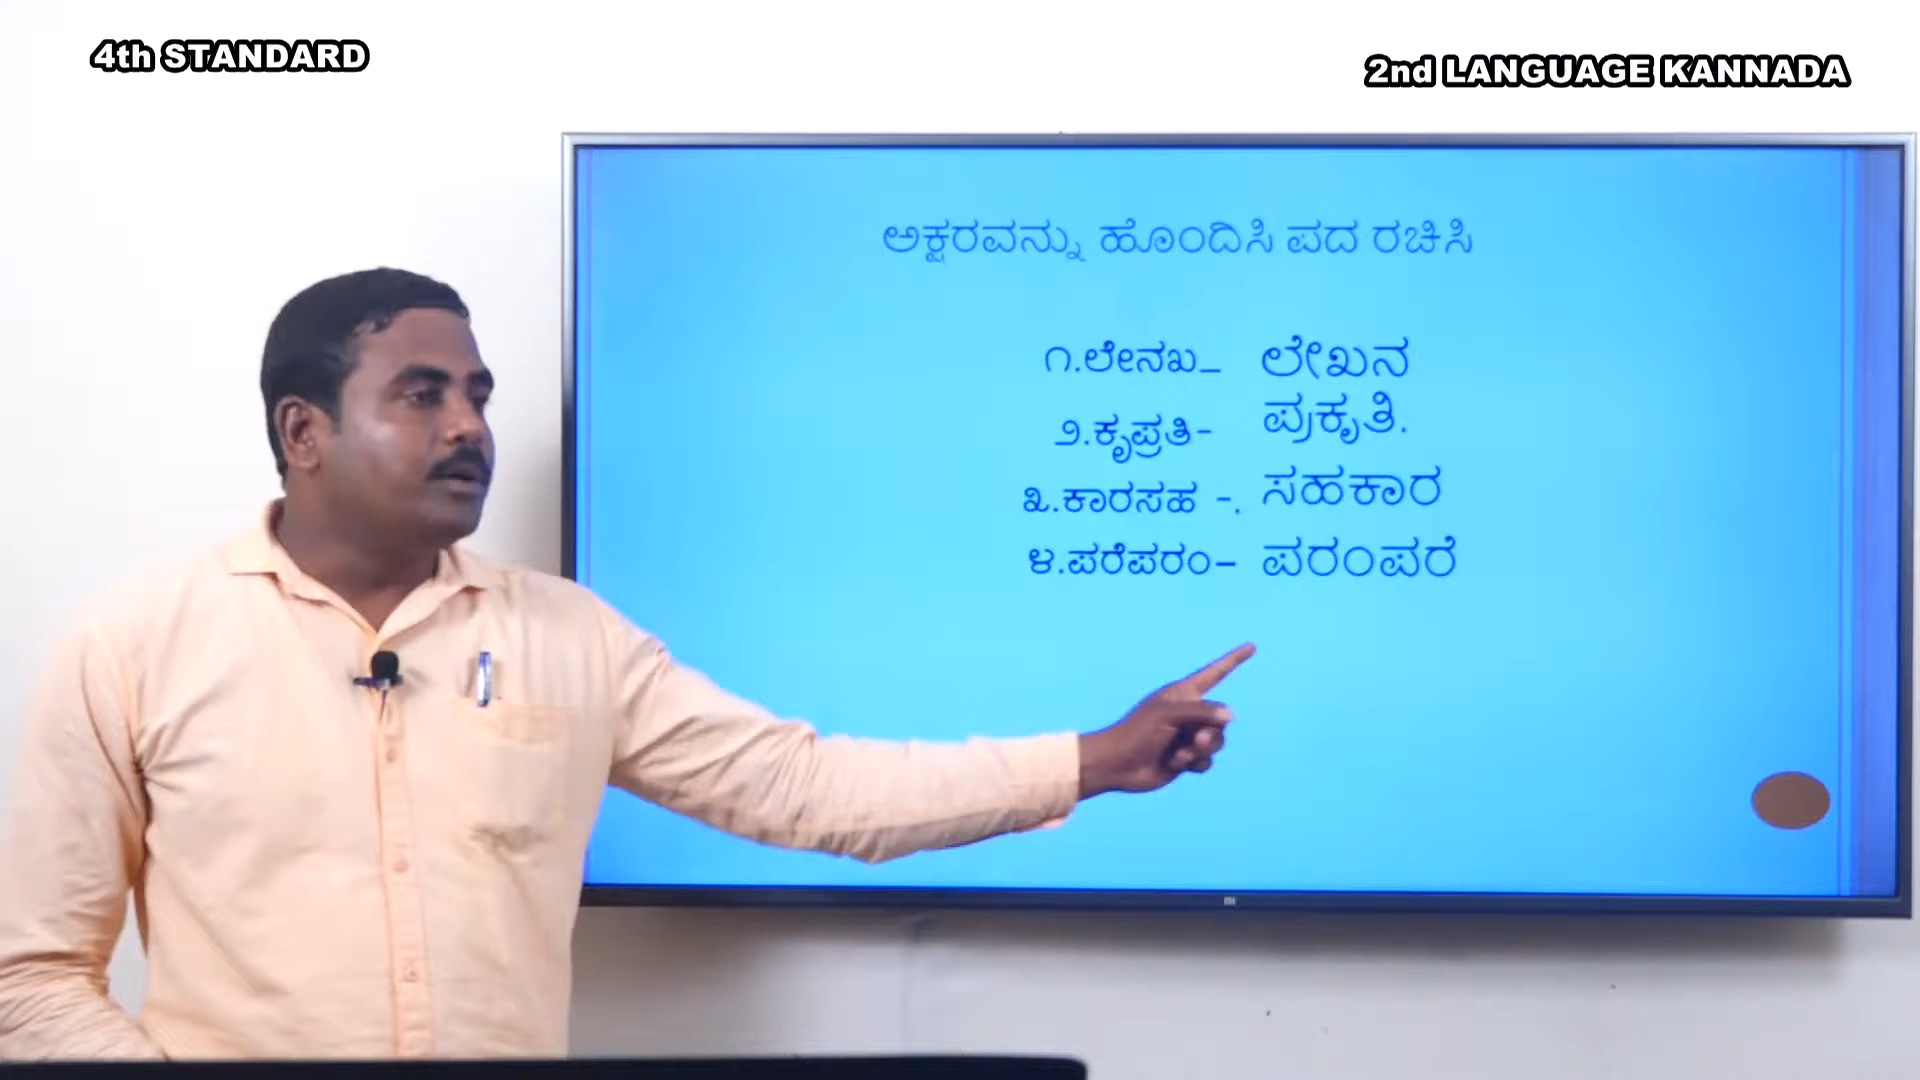 4th STANDARD
2nd LANGUAGE KANNADA
ಅಕ್ಷರವನ್ನು ಹೊಂದಿಸಿ ಪದ ರಚಿಸಿ
೧.ಲೇನಖ– ಲೇಖನ
೨.ಕೃಪ್ರತಿ- ಪ್ರಕೃತಿ.
೩.ಕಾರಸಹ -. ಸಹಕಾರ
೪.ಪರೆಪರಂ– ಪರಂಪರೆ